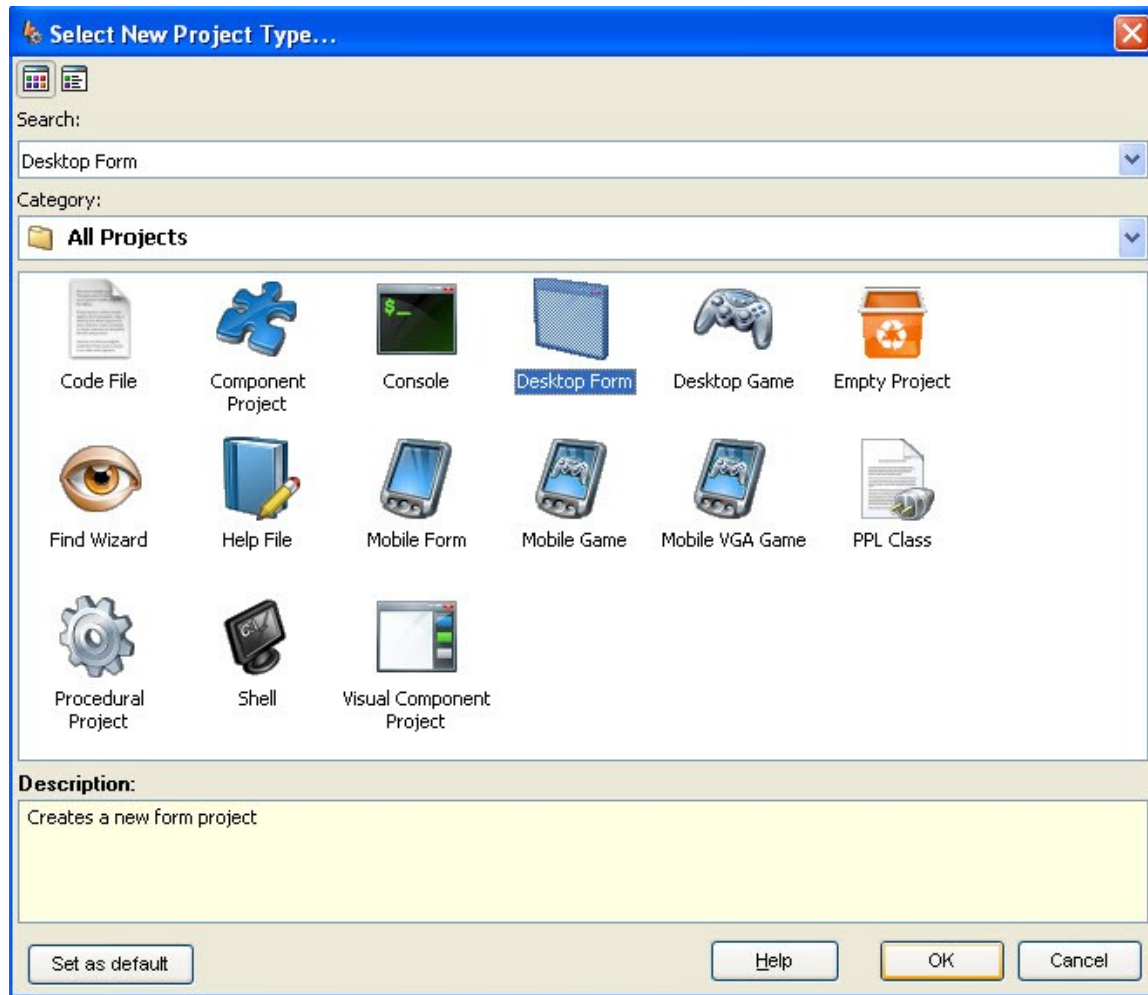 Select New Project Type...
Search:
Desktop Form
Category:
All Projects
Code File
Component
Project
Console
Desktop Form
Desktop Game
Empty Project
Find Wizard
Help File
Mobile Form
Mobile Game
Mobile VGA Game
PPL Class
Procedural
Project
Shell
Visual Component
Project
Description:
Creates a new form project
Set as default
Help
OK
Cancel